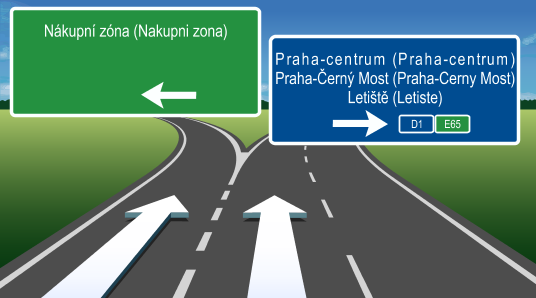 Nákupní zóna (Nakupni zona)
Praha-centrum (Praha-centrum)
Praha-Černý Most (Praha-Cerny Most)
Letiště (Letiste)
D1 E65